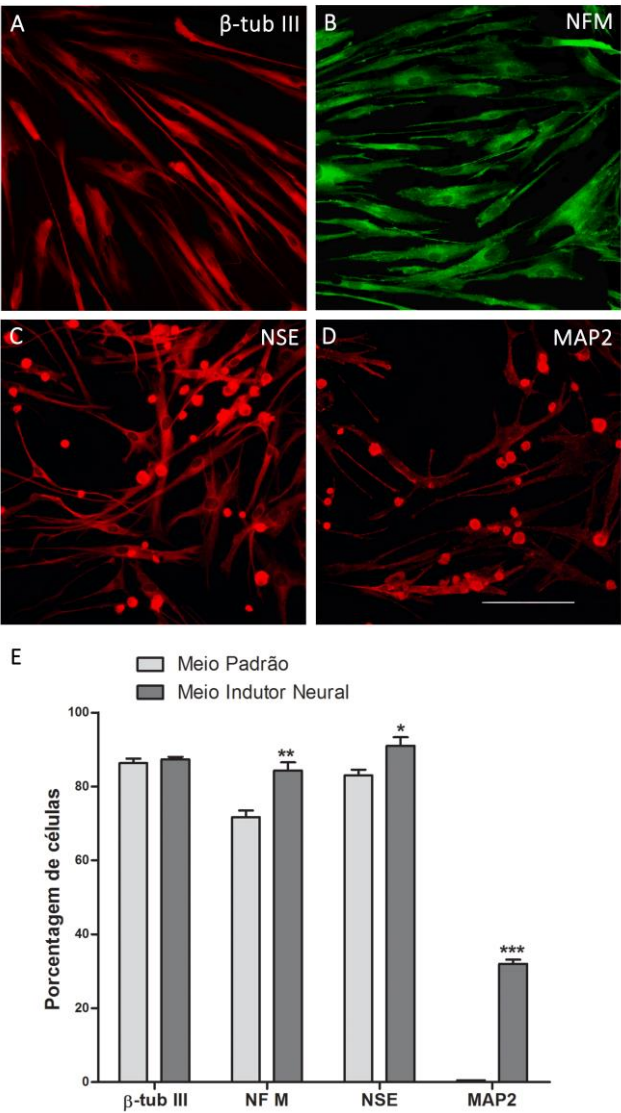 A
β-tub III
B
NFM
C
NSE
D
MAP2
E
Meio Padrão
Meio Indutor Neural
Porcentagem de células
100
80
60
40
20
0
**
*
***
β-tub III
NF M
NSE
MAP2